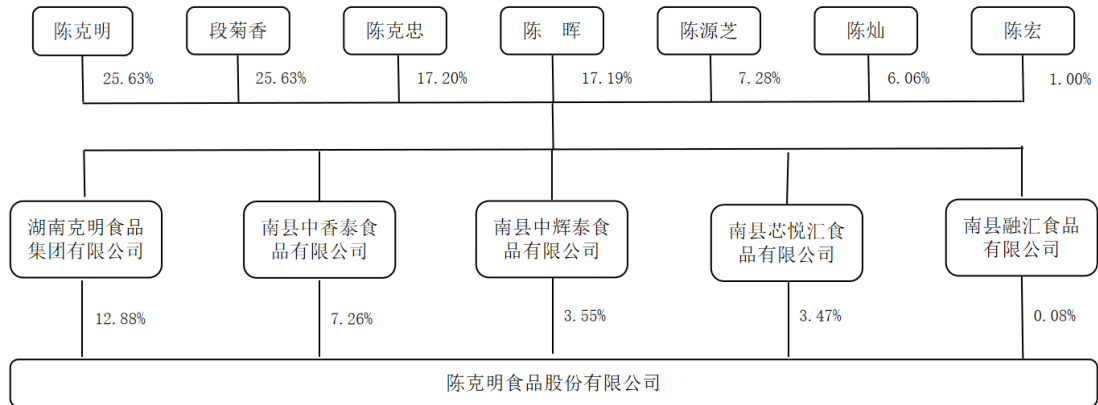 陈克明
段菊香
陈克忠
陈 晖
陈源芝
陈灿
陈宏
25.63%
25.63%
17.20%
17.19%
7.28%
6.06%
1.00%
湖南克明食品
集团有限公司
南县中香泰食
品有限公司
南县中辉泰食
品有限公司
南县芯悦汇食
品有限公司
南县融汇食品
有限公司
12.88%
7.26%
3.55%
3.47%
0.08%
陈克明食品股份有限公司